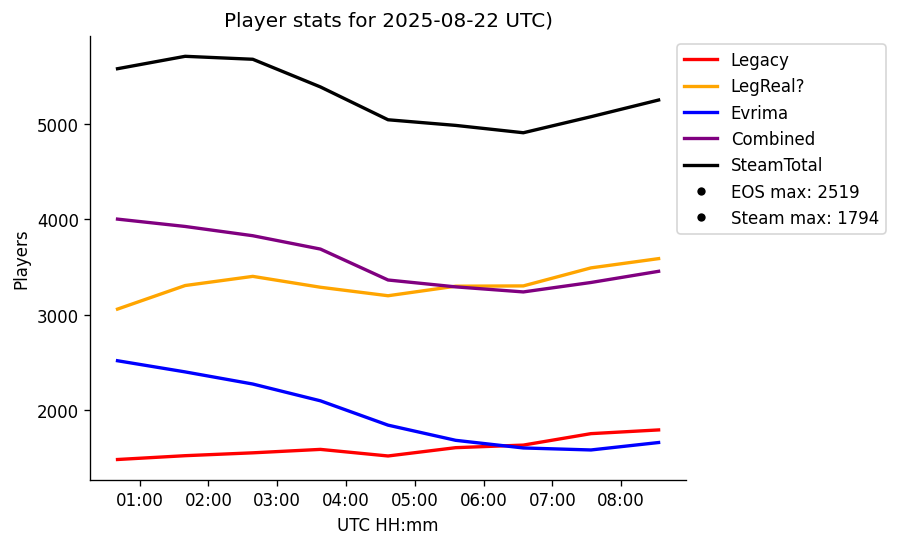 Player stats for 2025-08-22 UTC)
Legacy
LegReal?
Evrima
Combined
SteamTotal
EOS max: 2519
Steam max: 1794
Players
5000
4000
3000
2000
01:00 02:00 03:00 04:00 05:00 06:00 07:00 08:00
UTC HH:mm